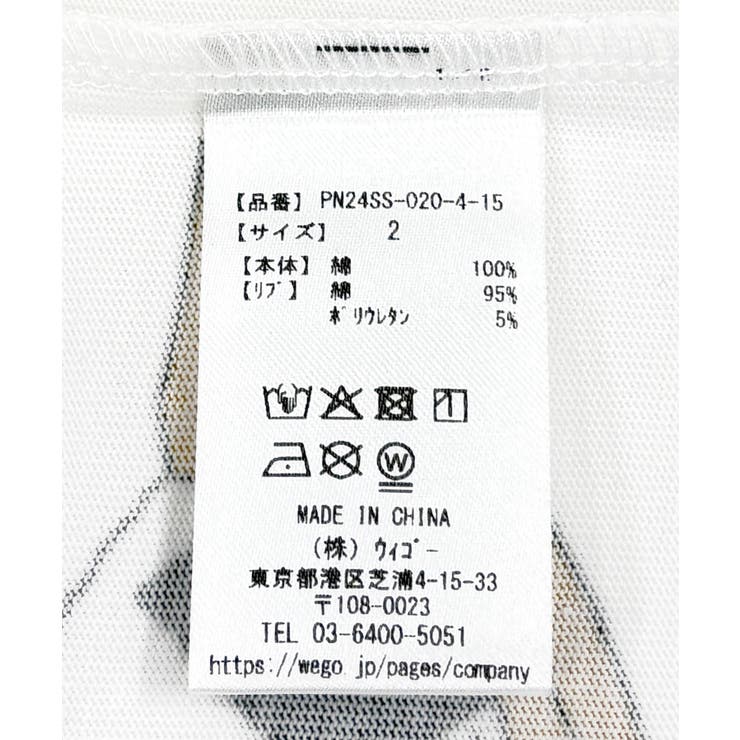 【品番】 PN24SS-020-4-15
【サイズ】 2
【本体】 綿 100%
【ﾘﾌﾞ】 綿 95%
ﾎﾟﾘｳﾚﾀﾝ 5%
1
W
MADE IN CHINA
(株) ｳｨｺﾞｰ
東京都港区芝浦4-15-33
〒108-0023
TEL 03-6400-5051
https://wego.jp/pages/company